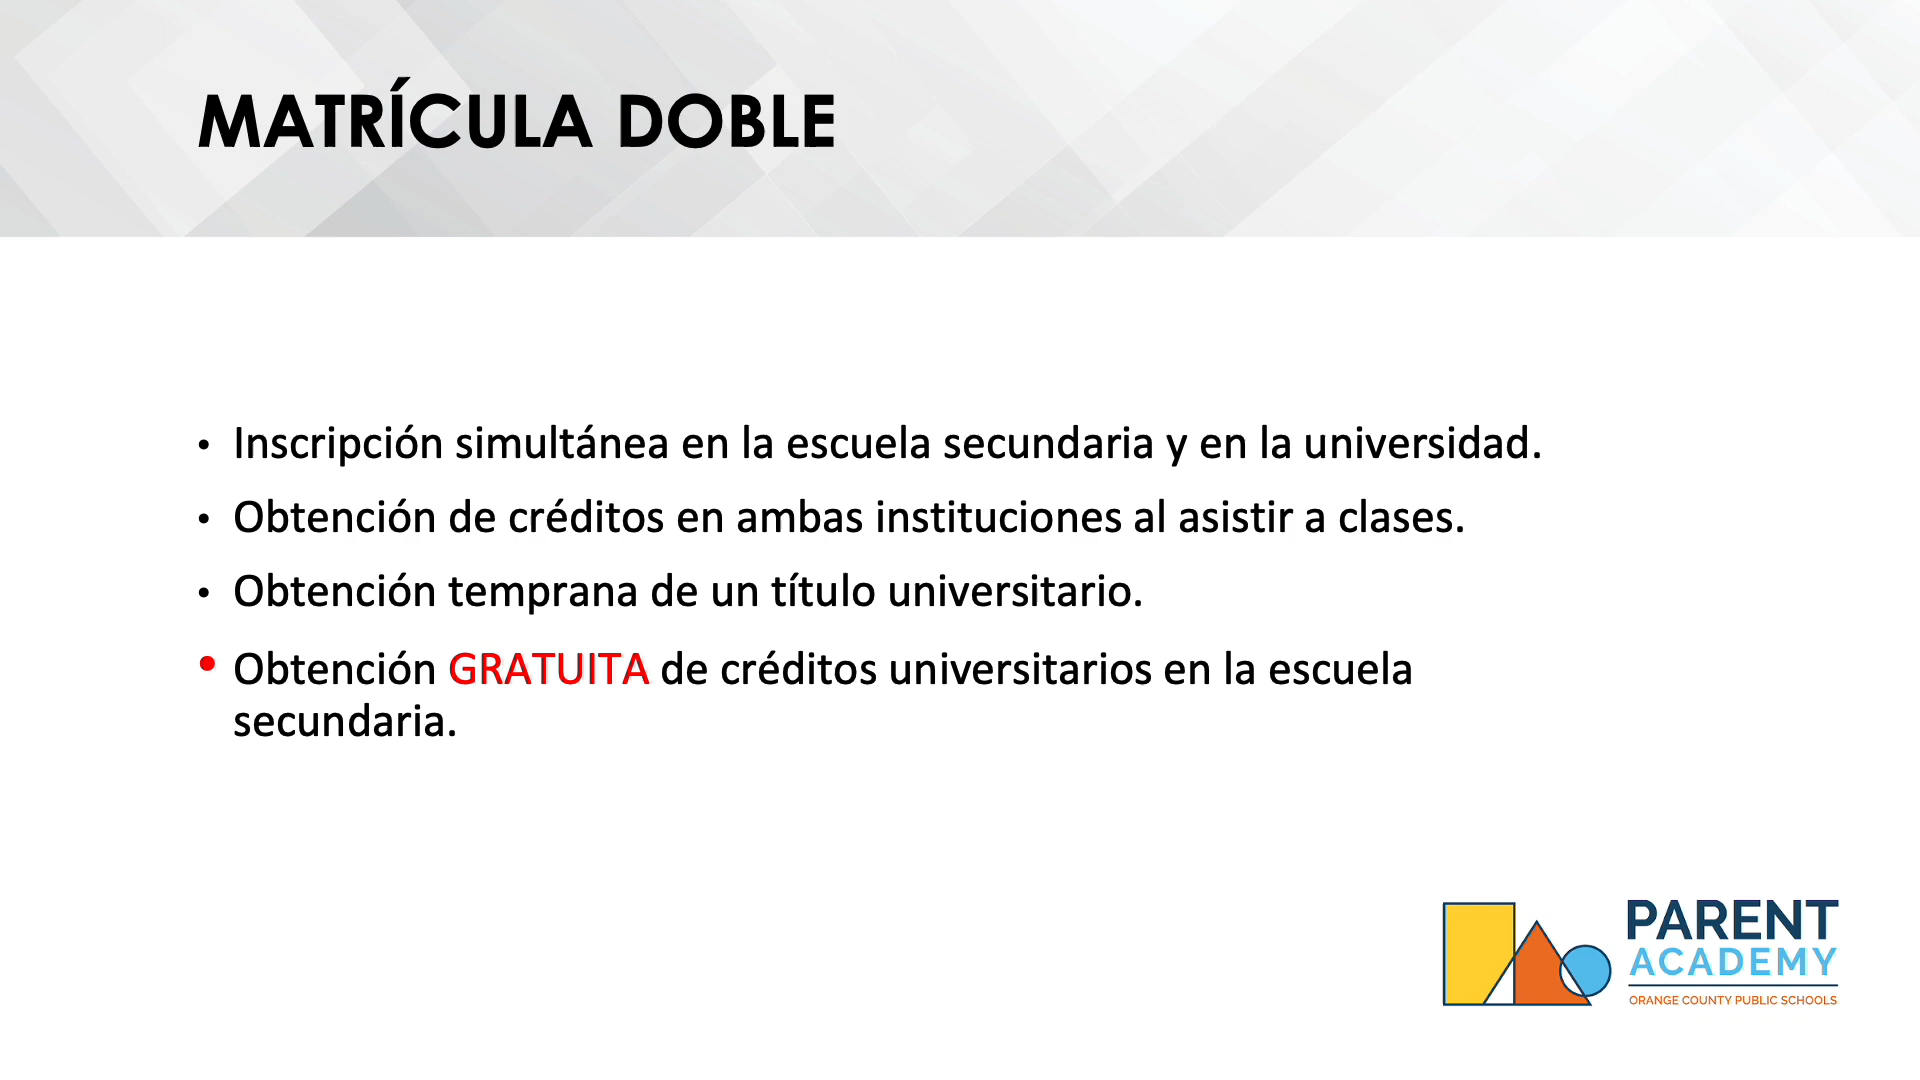 MATRÍCULA DOBLE
• Inscripción simultánea en la escuela secundaria y en la universidad.
• Obtención de créditos en ambas instituciones al asistir a clases.
• Obtención temprana de un título universitario.
• Obtención GRATUITA de créditos universitarios en la escuela
secundaria.
PARENT
ACADEMY
ORANGE COUNTY PUBLIC SCHOOLS